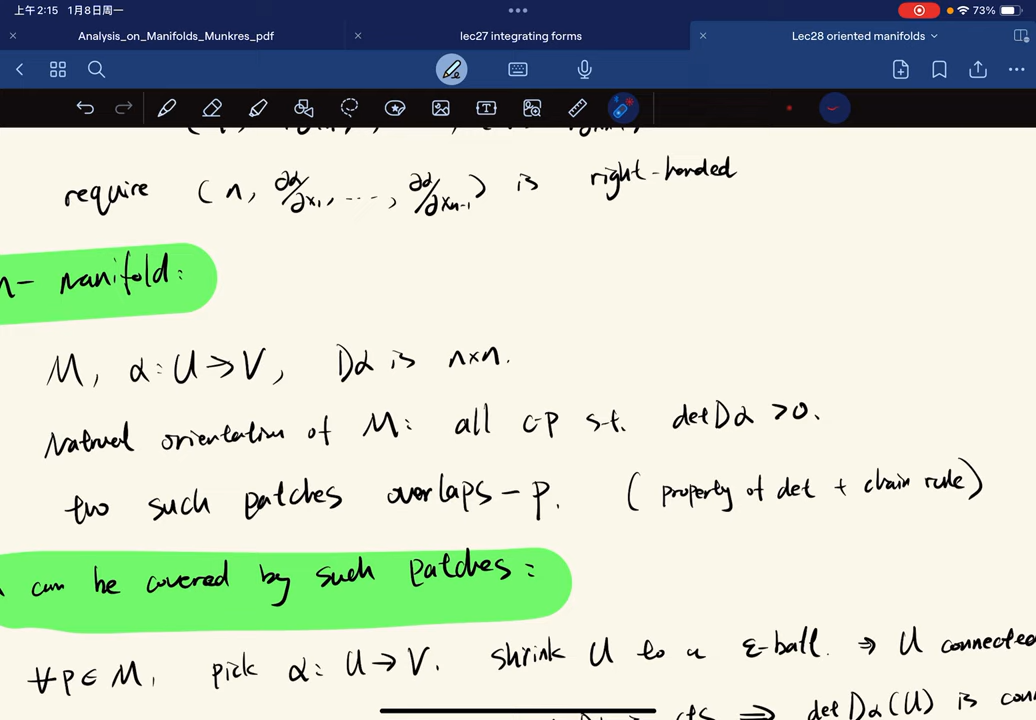 上午2:15 1月8日周一
73%
Analysis_on_Manifolds_Munkres_pdf
lec27 integrating forms
Lec28 oriented manifolds
require (n, ∂α/∂x₁, ..., ∂α/∂xₙ₋₁) is right-handed
n- manifold:
M, α: U → V, Dα is n×n.
Natural orientation of M: all c-p s.t. det Dα > 0.
two such patches overlaps - p. (property of det + chain rule)
can be covered by such patches:
∀p ∈ M, pick α: U → V. shrink U to a ε-ball. ⇒ U connected
cts ⇒ det Dα(U) is